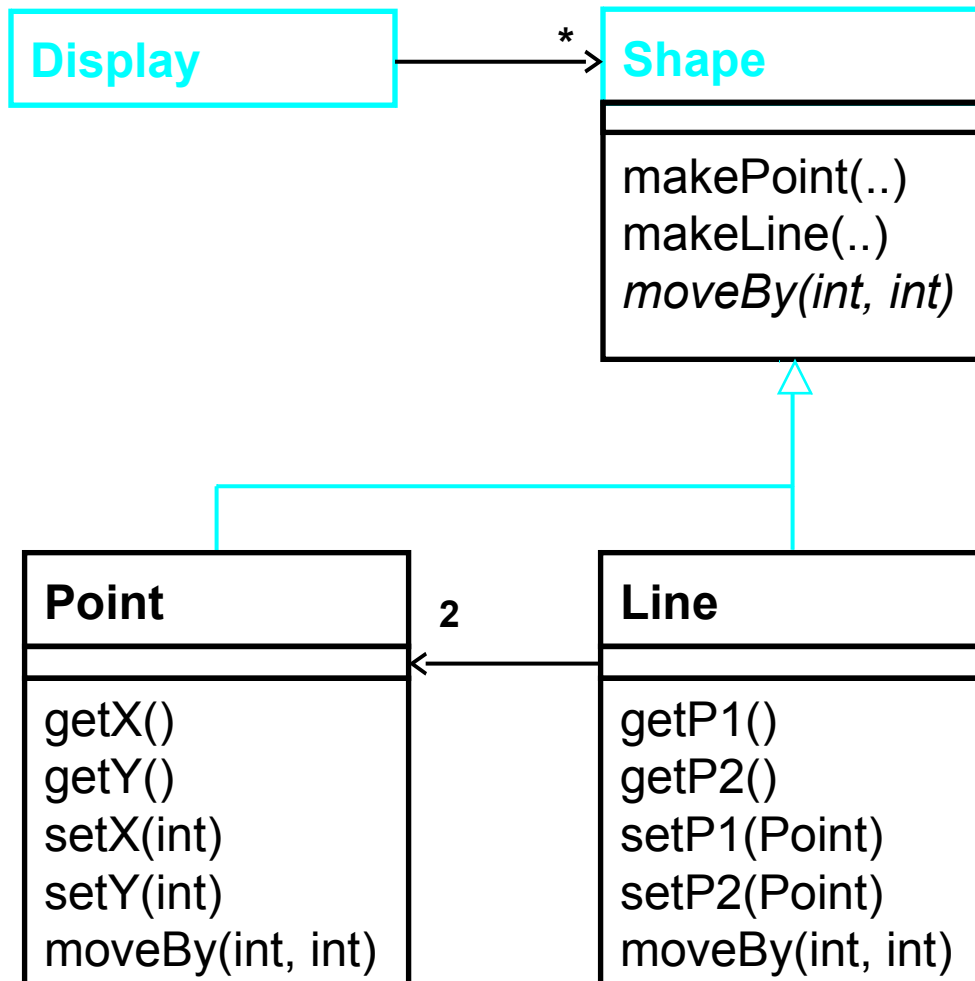 Display
*
Shape
makePoint(..)
makeLine(..)
moveBy(int, int)
Point
2
Line
getX()
getY()
setX(int)
setY(int)
moveBy(int, int)
getP1()
getP2()
setP1(Point)
setP2(Point)
moveBy(int, int)